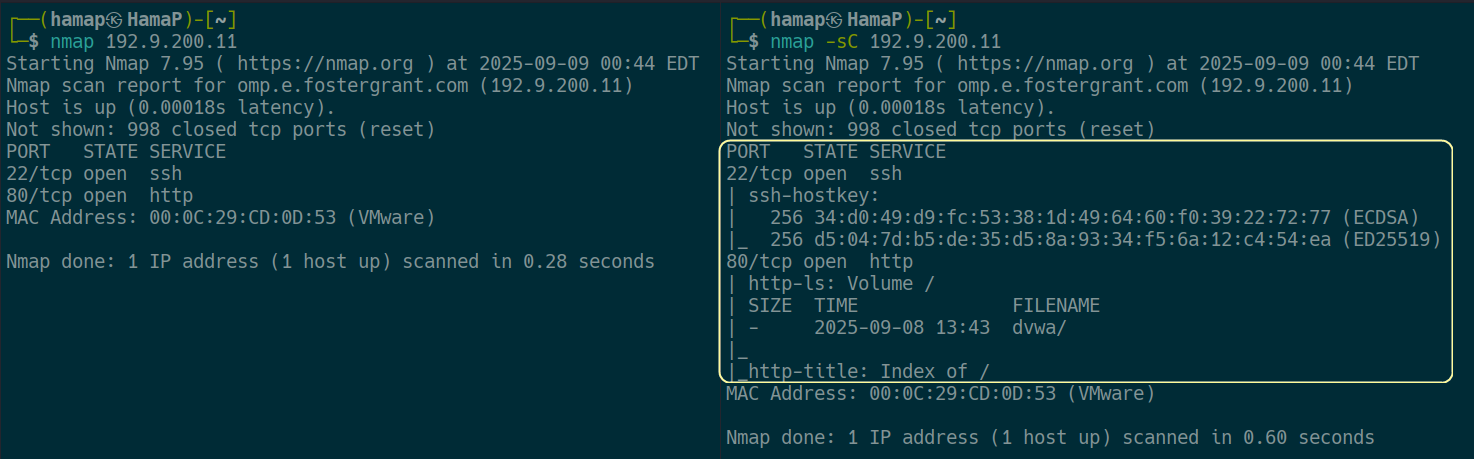 ┌──(hamap㉿HamaP)-[~]
└─$ nmap 192.9.200.11
Starting Nmap 7.95 ( https://nmap.org ) at 2025-09-09 00:44 EDT
Nmap scan report for omp.e.fostergrant.com (192.9.200.11)
Host is up (0.00018s latency).
Not shown: 998 closed tcp ports (reset)
PORT   STATE SERVICE
22/tcp open  ssh
80/tcp open  http
MAC Address: 00:0C:29:CD:0D:53 (VMware)
Nmap done: 1 IP address (1 host up) scanned in 0.28 seconds
┌──(hamap㉿HamaP)-[~]
└─$ nmap -sC 192.9.200.11
Starting Nmap 7.95 ( https://nmap.org ) at 2025-09-09 00:44 EDT
Nmap scan report for omp.e.fostergrant.com (192.9.200.11)
Host is up (0.00018s latency).
Not shown: 998 closed tcp ports (reset)
PORT   STATE SERVICE
22/tcp open  ssh
| ssh-hostkey:
|   256 34:d0:49:d9:fc:53:38:1d:49:64:60:f0:39:22:72:77 (ECDSA)
|_  256 d5:04:7d:b5:de:35:d5:8a:93:34:f5:6a:12:c4:54:ea (ED25519)
80/tcp open  http
| http-ls: Volume /
| SIZE  TIME              FILENAME
| -     2025-09-08 13:43  dvwa/
|_
|_http-title: Index of /
MAC Address: 00:0C:29:CD:0D:53 (VMware)
Nmap done: 1 IP address (1 host up) scanned in 0.60 seconds